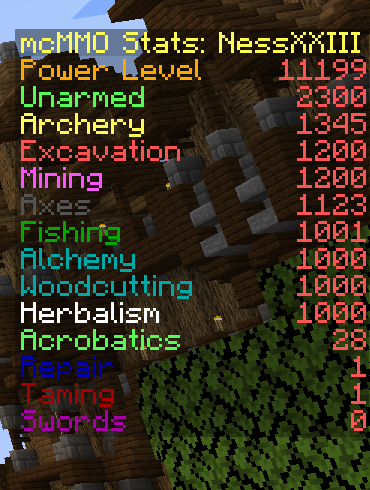 mcMMO Stats: NessXXIII
Power Level 11199
Unarmed 2300
Archery 1345
Excavation 1200
Mining 1200
Axes 1123
Fishing 1001
Alchemy 1000
Woodcutting 1000
Herbalism 1000
Acrobatics 28
Repair 1
Taming 1
Swords 0